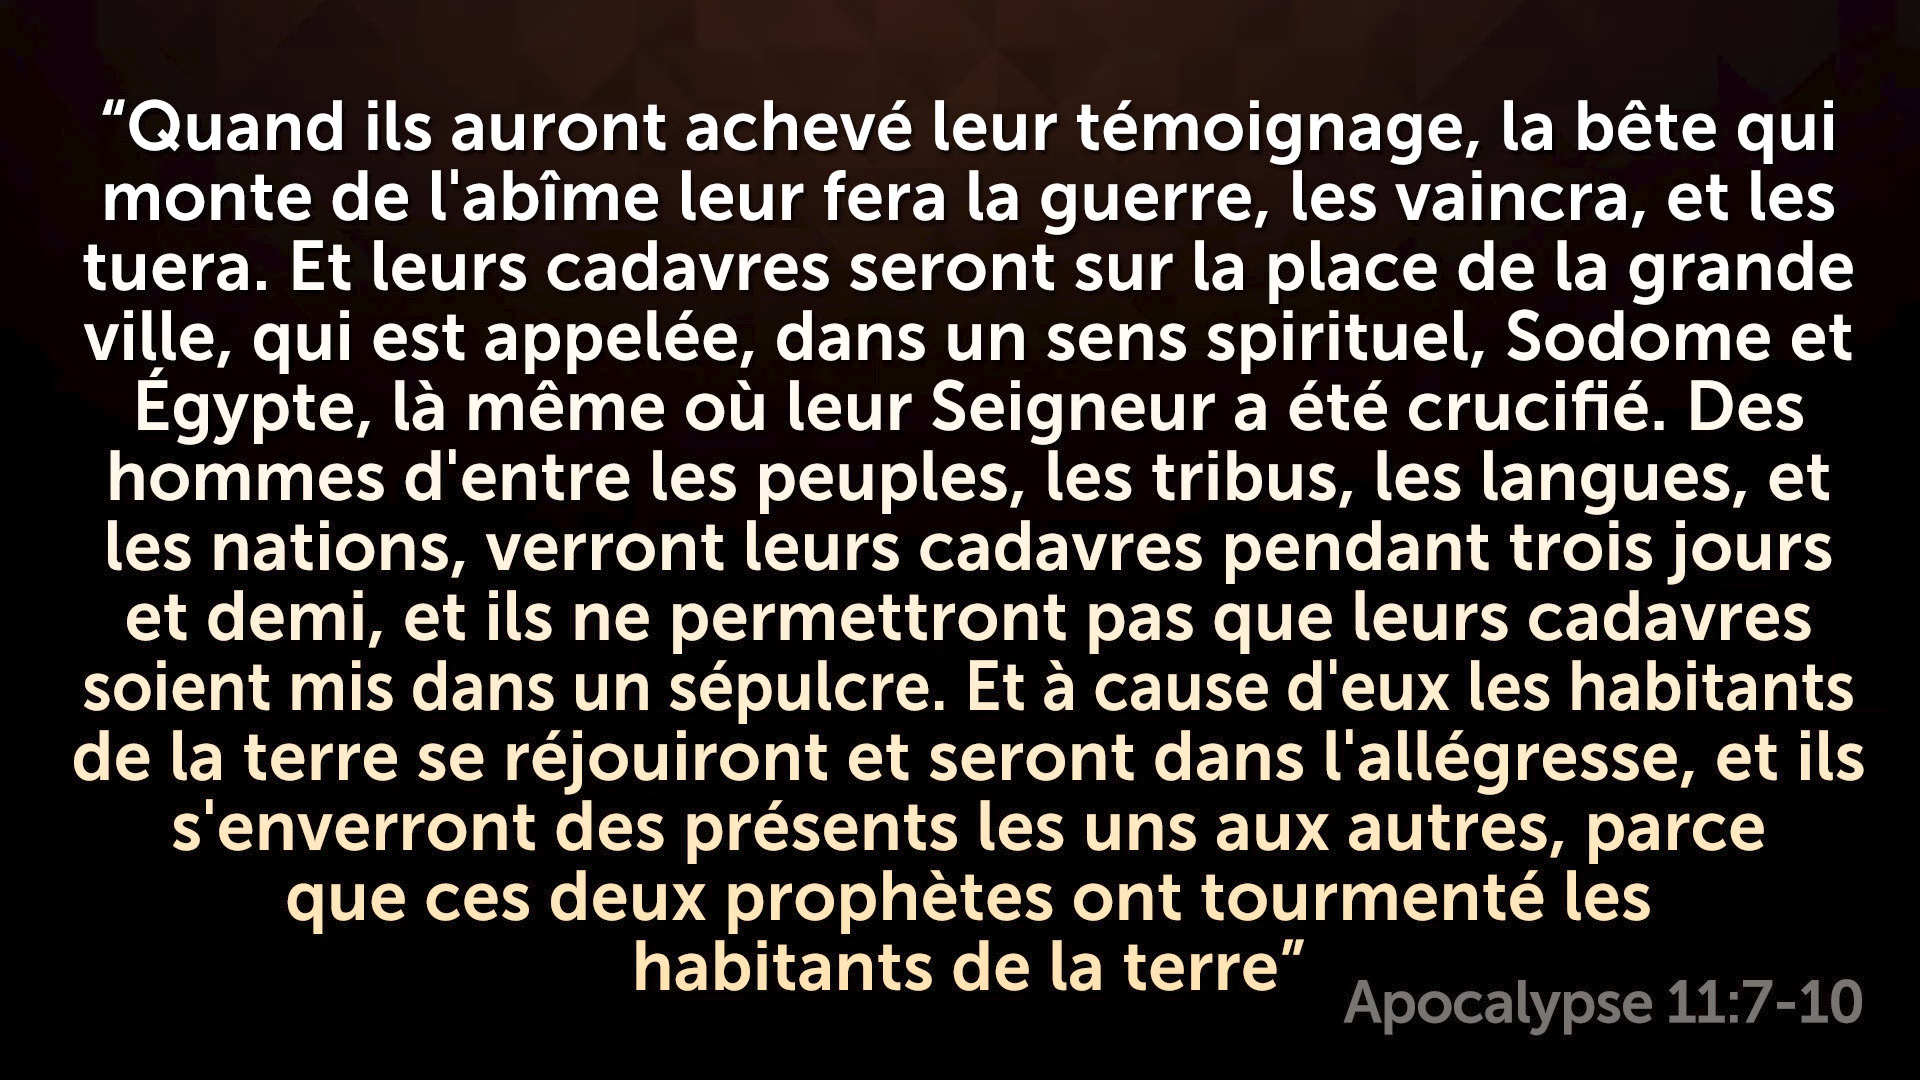 “Quand ils auront achevé leur témoignage, la bête qui
monte de l'abîme leur fera la guerre, les vaincra, et les
tuera. Et leurs cadavres seront sur la place de la grande
ville, qui est appelée, dans un sens spirituel, Sodome et
Égypte, là même où leur Seigneur a été crucifié. Des
hommes d'entre les peuples, les tribus, les langues, et
les nations, verront leurs cadavres pendant trois jours
et demi, et ils ne permettront pas que leurs cadavres
soient mis dans un sépulcre. Et à cause d'eux les habitants
de la terre se réjouiront et seront dans l'allégresse, et ils
s'enverront des présents les uns aux autres, parce
que ces deux prophètes ont tourmenté les
habitants de la terre”
Apocalypse 11:7-10